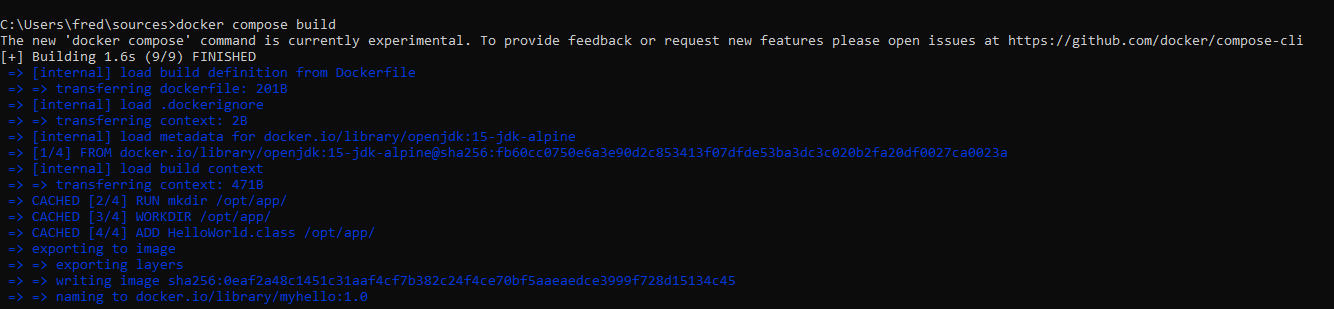 C:\Users\fred\sources>docker compose build
The new 'docker compose' command is currently experimental. To provide feedback or request new features please open issues at https://github.com/docker/compose-cli
[+] Building 1.6s (9/9) FINISHED
=> [internal] load build definition from Dockerfile
=> => transferring dockerfile: 201B
=> [internal] load .dockerignore
=> => transferring context: 2B
=> [internal] load metadata for docker.io/library/openjdk:15-jdk-alpine
=> [1/4] FROM docker.io/library/openjdk:15-jdk-alpine@sha256:fb60cc0750e6a3e90d2c853413f07dfde53ba3dc3c020b2fa20df0027ca0023a
=> [internal] load build context
=> => transferring context: 471B
=> CACHED [2/4] RUN mkdir /opt/app/
=> CACHED [3/4] WORKDIR /opt/app/
=> CACHED [4/4] ADD HelloWorld.class /opt/app/
=> exporting to image
=> => exporting layers
=> => writing image sha256:0eaf2a48c1451c31aaf4cf7b382c24f4ce70bf5aaeaedce3999f728d15134c45
=> => naming to docker.io/library/myhello:1.0